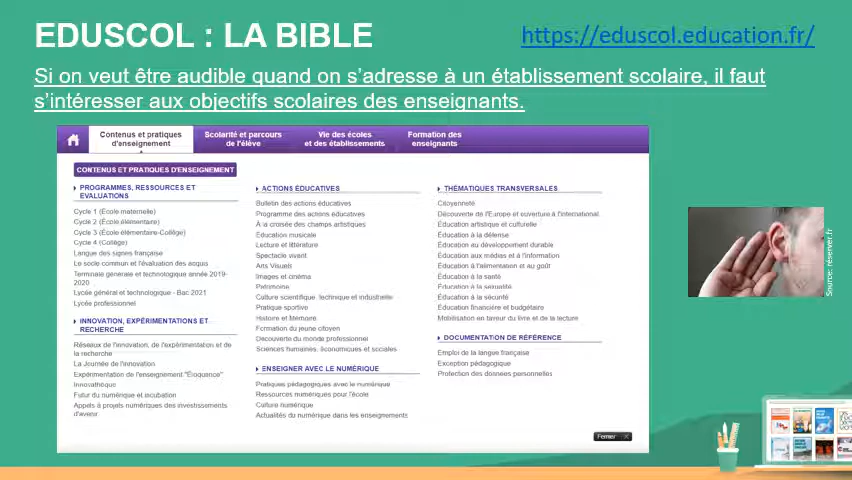 EDUSCOL : LA BIBLE
https://eduscol.education.fr/
Si on veut être audible quand on s'adresse à un établissement scolaire, il faut
s'intéresser aux objectifs scolaires des enseignants.
Contenus et pratiques
d'enseignement
Scolarité et parcours
de l'élève
Vie des écoles
et des établissements
Formation des
enseignants
CONTENUS ET PRATIQUES D'ENSEIGNEMENT
PROGRAMMES, RESSOURCES ET
EVALUATIONS
Cycle 1 (École maternelle)
Cycle 2 (École élémentaire)
Cycle 3 (École élémentaire-Collège)
Cycle 4 (Collège)
Langue des signes française
Le socle commun et l'évaluation des acquis
Terminale générale et technologique année 2019-
2020
Lycée général et technologique - Bac 2021
Lycée professionnel
INNOVATION, EXPÉRIMENTATIONS ET
RECHERCHE
Réseaux de l'innovation, de l'expérimentation et de
la recherche
La Journée de l'innovation
Expérimentation de l'enseignement "Éloquence"
Innovathèque
Futur du numérique et incubation
Appels à projets numériques des investissements
d'avenir
ACTIONS ÉDUCATIVES
Bulletin des actions éducatives
Programme des actions éducatives
À la croisée des champs artistiques
Éducation musicale
Lecture et littérature
Spectacle vivant
Arts Visuels
Images et cinéma
Patrimoine
Culture scientifique, technique et industrielle
Pratique sportive
Histoire et Mémoire
Formation du jeune citoyen
Découverte du monde professionnel
Sciences humaines, économiques et sociales
ENSEIGNER AVEC LE NUMÉRIQUE
Pratiques pédagogiques avec le numérique
Ressources numériques pour l'école
Culture numérique
Actualités du numérique dans les enseignements
THÉMATIQUES TRANSVERSALES
Citoyenneté
Découverte de l'Europe et ouverture à l'international
Éducation artistique et culturelle
Éducation à la défense
Éducation au développement durable
Éducation aux médias et à l'information
Éducation à l'alimentation et au goût
Éducation à la santé
Éducation à la sexualité
Éducation à la sécurité
Éducation financière et budgétaire
Mobilisation en faveur du livre et de la lecture
DOCUMENTATION DE RÉFÉRENCE
Emploi de la langue française
Exception pédagogique
Protection des données personnelles
Fermer X
Source: réserver.fr